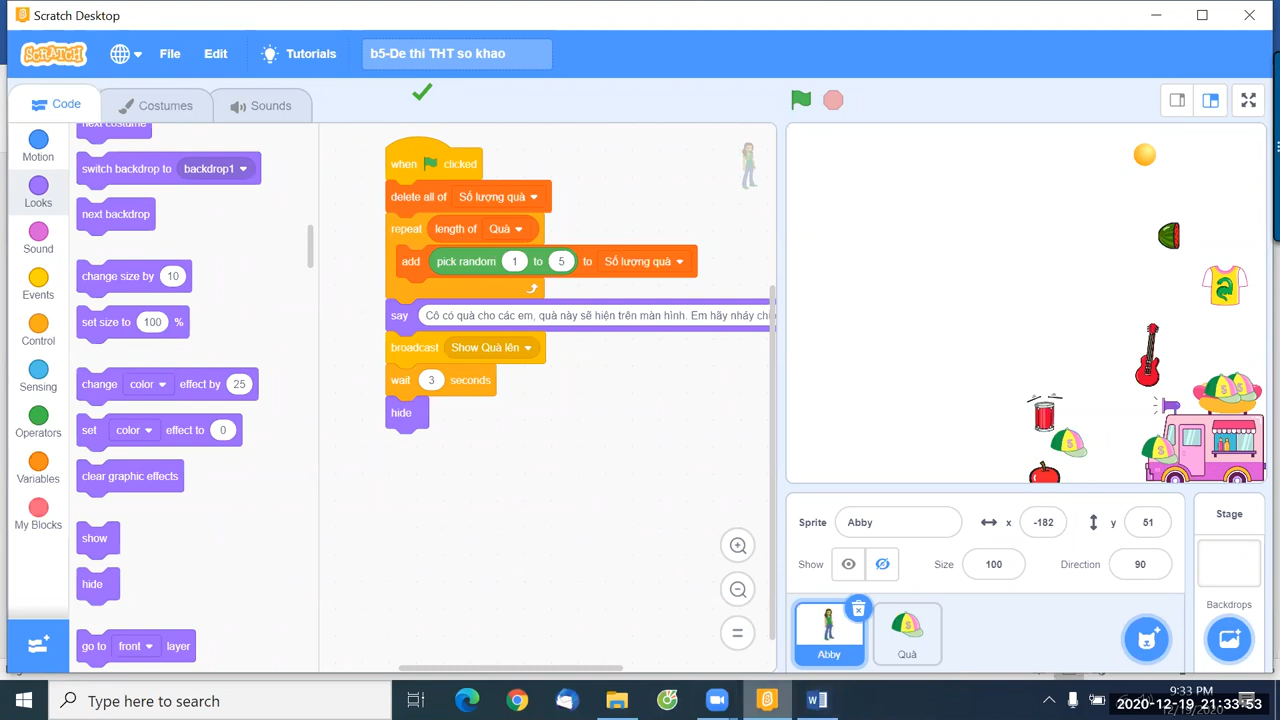 Scratch Desktop
SCRATCH File Edit Tutorials b5-De thi THT so khao
Code Costumes Sounds
Motion
Looks
Sound
Events
Control
Sensing
Operators
Variables
My Blocks
next costume
switch backdrop to backdrop1
next backdrop
change size by 10
set size to 100 %
change color effect by 25
set color effect to 0
clear graphic effects
show
hide
go to front layer
when clicked
delete all of Số lượng quà
repeat length of Quà
add pick random 1 to 5 to Số lượng quà
say Cô có quà cho các em, quà này sẽ hiện trên màn hình. Em hãy nháy
broadcast Show Quà lên
wait 3 seconds
hide
Sprite Abby x -182 y 51
Show Size 100 Direction 90
Abby
Quà
Stage
Backdrops
Type here to search
9:33 PM
2020-12-19 21:33:53